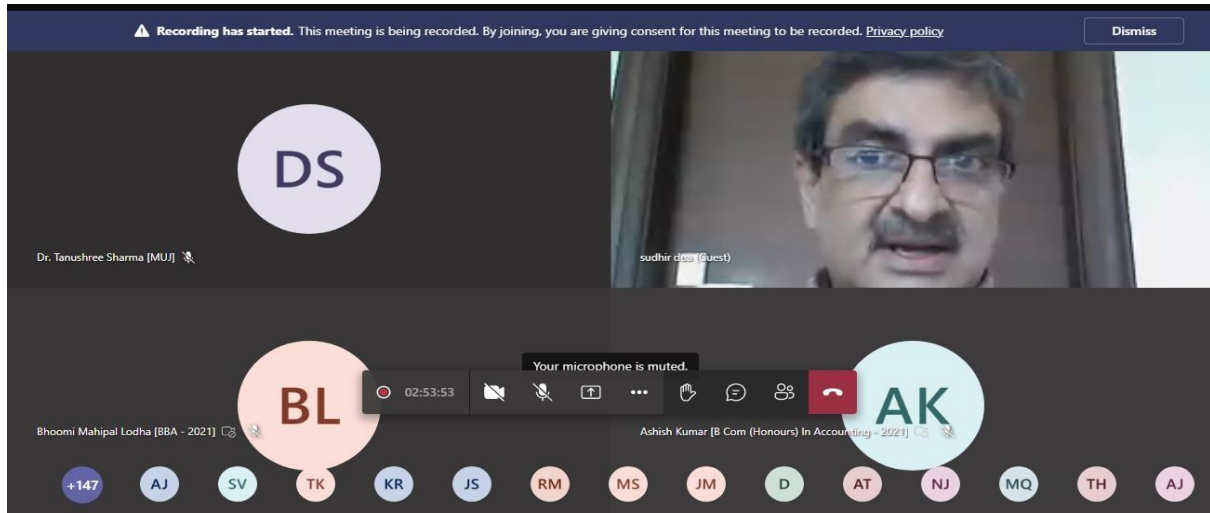 Recording has started. This meeting is being recorded. By joining, you are giving consent for this meeting to be recorded. Privacy policy
Dismiss
DS
Dr. Tanushree Sharma [MUJ]
sudhir dua (Guest)
Your microphone is muted.
02:53:53
BL
AK
Bhoomi Mahipal Lodha [BBA - 2021]
Ashish Kumar [B Com (Honours) In Accounting - 2021]
+147 AJ SV TK KR JS RM MS JM D AT NJ MQ TH AJ